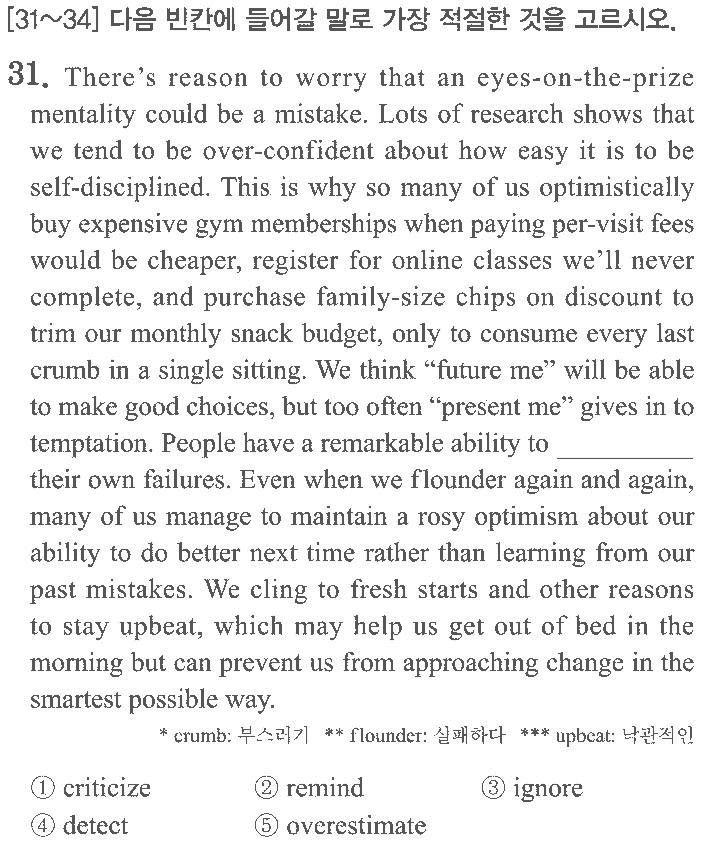 [31~34] 다음 빈칸에 들어갈 말로 가장 적절한 것을 고르시오.
31. There's reason to worry that an eyes-on-the-prize
mentality could be a mistake. Lots of research shows that
we tend to be over-confident about how easy it is to be
self-disciplined. This is why so many of us optimistically
buy expensive gym memberships when paying per-visit fees
would be cheaper, register for online classes we'll never
complete, and purchase family-size chips on discount to
trim our monthly snack budget, only to consume every last
crumb in a single sitting. We think “future me” will be able
to make good choices, but too often “present me” gives in to
temptation. People have a remarkable ability to ________
their own failures. Even when we flounder again and again,
many of us manage to maintain a rosy optimism about our
ability to do better next time rather than learning from our
past mistakes. We cling to fresh starts and other reasons
to stay upbeat, which may help us get out of bed in the
morning but can prevent us from approaching change in the
smartest possible way.
* crumb: 부스러기 ** flounder: 실패하다 *** upbeat: 낙관적인
① criticize ② remind ③ ignore
④ detect ⑤ overestimate